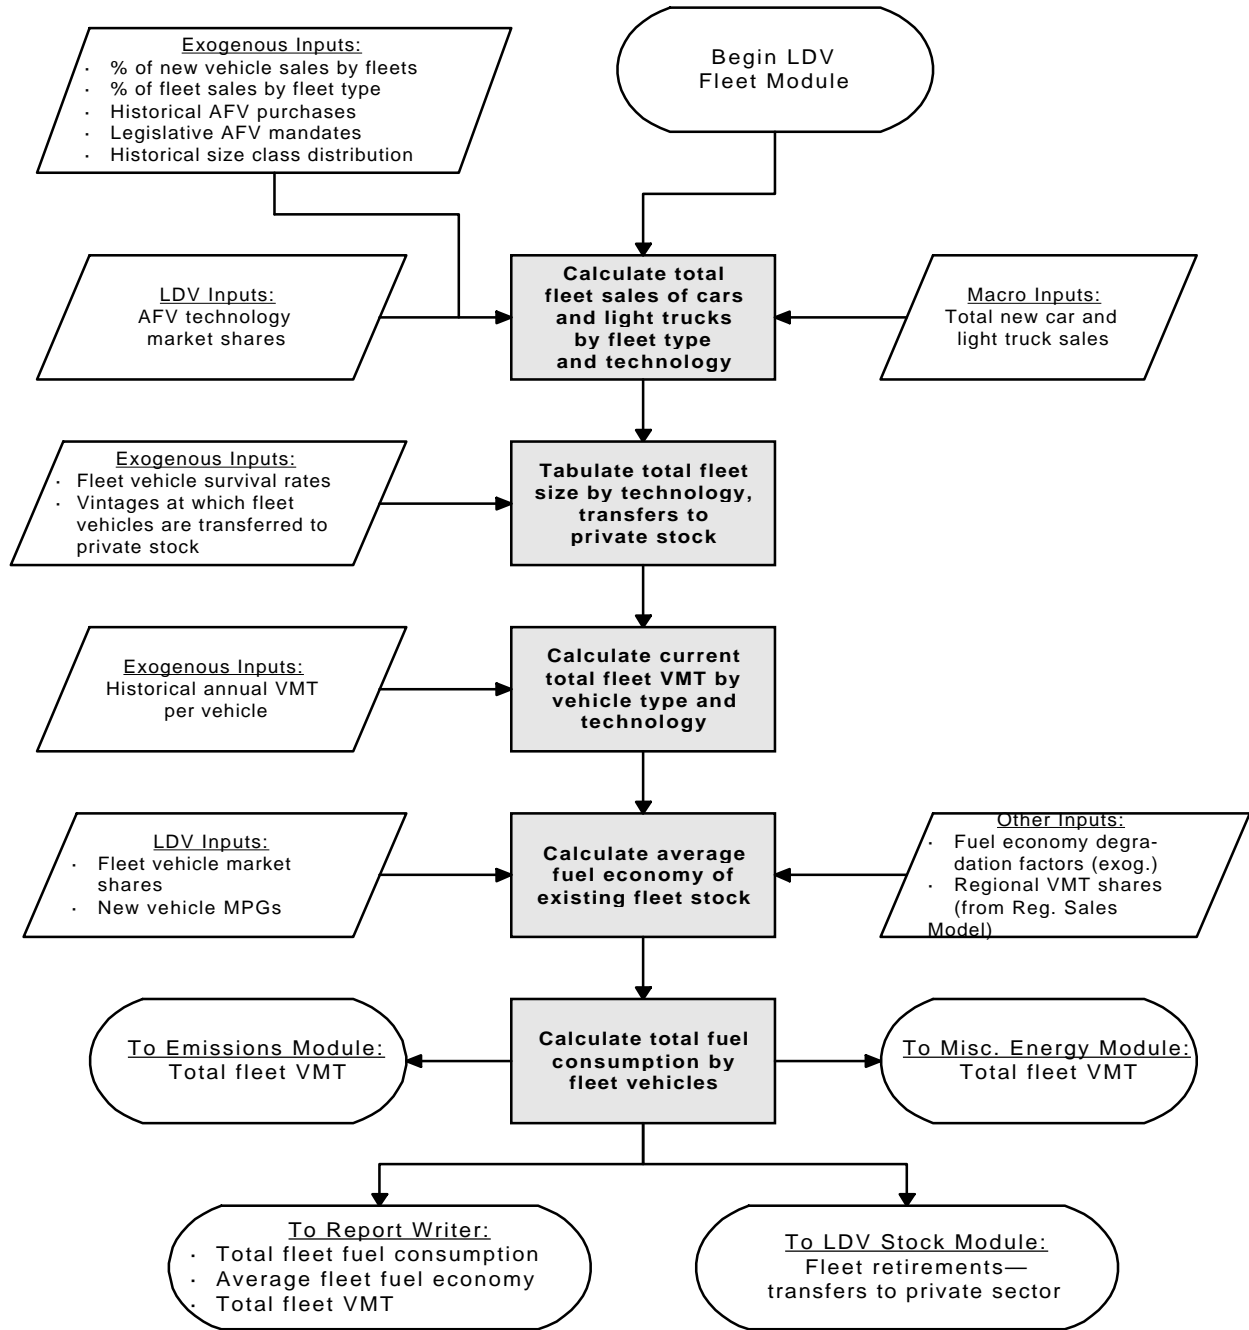 Exogenous Inputs:
· % of new vehicle sales by fleets
· % of fleet sales by fleet type
· Historical AFV purchases
· Legislative AFV mandates
· Historical size class distribution
Begin LDV
Fleet Module
LDV Inputs:
AFV technology
market shares
Calculate total
fleet sales of cars
and light trucks
by fleet type
and technology
Macro Inputs:
Total new car and
light truck sales
Exogenous Inputs:
· Fleet vehicle survival rates
· Vintages at which fleet
vehicles are transferred to
private stock
Tabulate total fleet
size by technology,
transfers to
private stock
Exogenous Inputs:
Historical annual VMT
per vehicle
Calculate current
total fleet VMT by
vehicle type and
technology
LDV Inputs:
· Fleet vehicle market
shares
· New vehicle MPGs
Calculate average
fuel economy of
existing fleet stock
Other Inputs:
· Fuel economy degra-
dation factors (exog.)
· Regional VMT shares
(from Reg. Sales
Model)
To Emissions Module:
Total fleet VMT
Calculate total fuel
consumption by
fleet vehicles
To Misc. Energy Module:
Total fleet VMT
To Report Writer:
· Total fleet fuel consumption
· Average fleet fuel economy
· Total fleet VMT
To LDV Stock Module:
Fleet retirements—
transfers to private sector